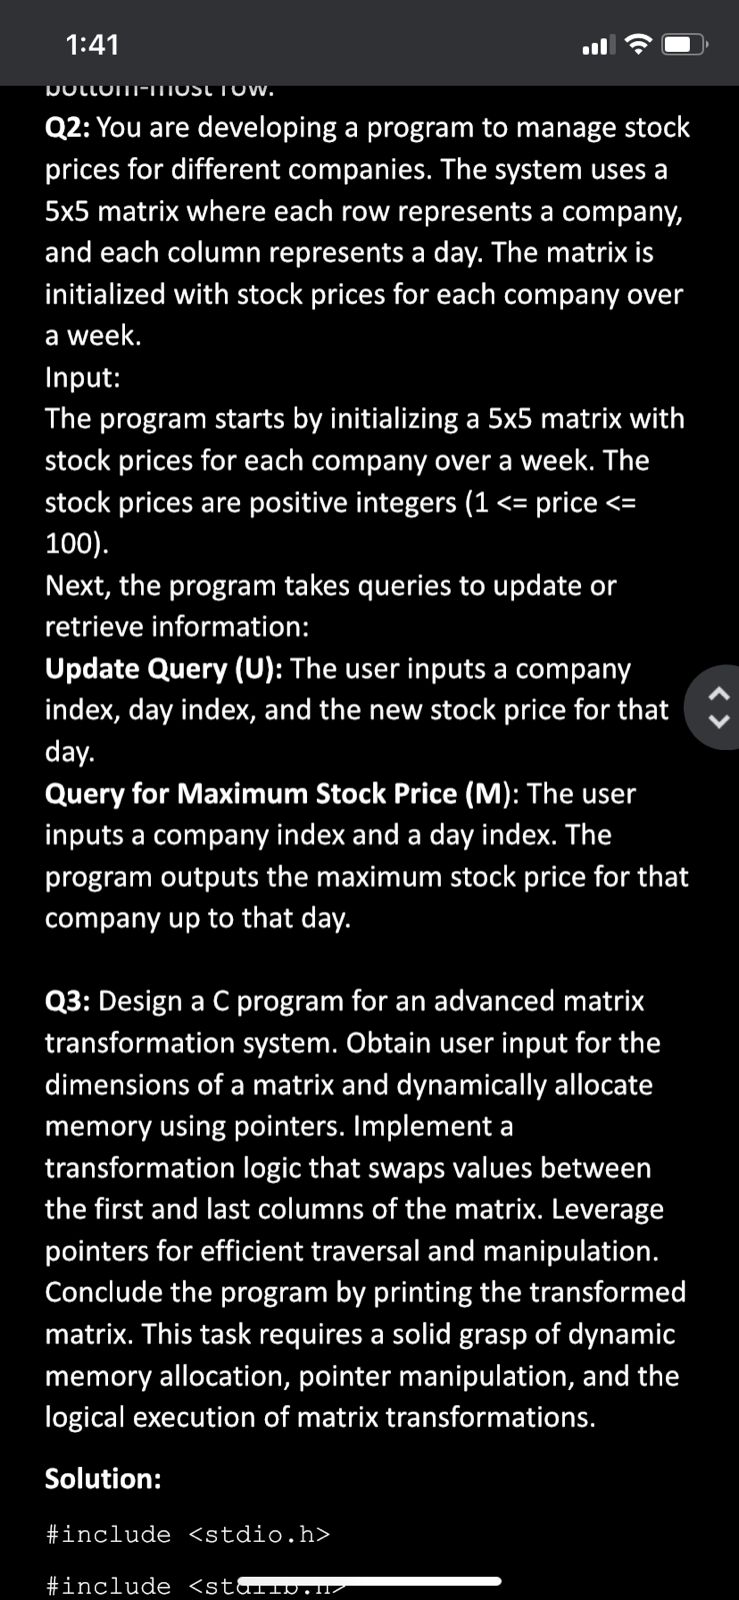 1:41
bottom-most row.
Q2: You are developing a program to manage stock
prices for different companies. The system uses a
5x5 matrix where each row represents a company,
and each column represents a day. The matrix is
initialized with stock prices for each company over
a week.
Input:
The program starts by initializing a 5x5 matrix with
stock prices for each company over a week. The
stock prices are positive integers (1 <= price <=
100).
Next, the program takes queries to update or
retrieve information:
Update Query (U): The user inputs a company
index, day index, and the new stock price for that
day.
Query for Maximum Stock Price (M): The user
inputs a company index and a day index. The
program outputs the maximum stock price for that
company up to that day.
Q3: Design a C program for an advanced matrix
transformation system. Obtain user input for the
dimensions of a matrix and dynamically allocate
memory using pointers. Implement a
transformation logic that swaps values between
the first and last columns of the matrix. Leverage
pointers for efficient traversal and manipulation.
Conclude the program by printing the transformed
matrix. This task requires a solid grasp of dynamic
memory allocation, pointer manipulation, and the
logical execution of matrix transformations.
Solution:
#include <stdio.h>
#include <stdlib.h>